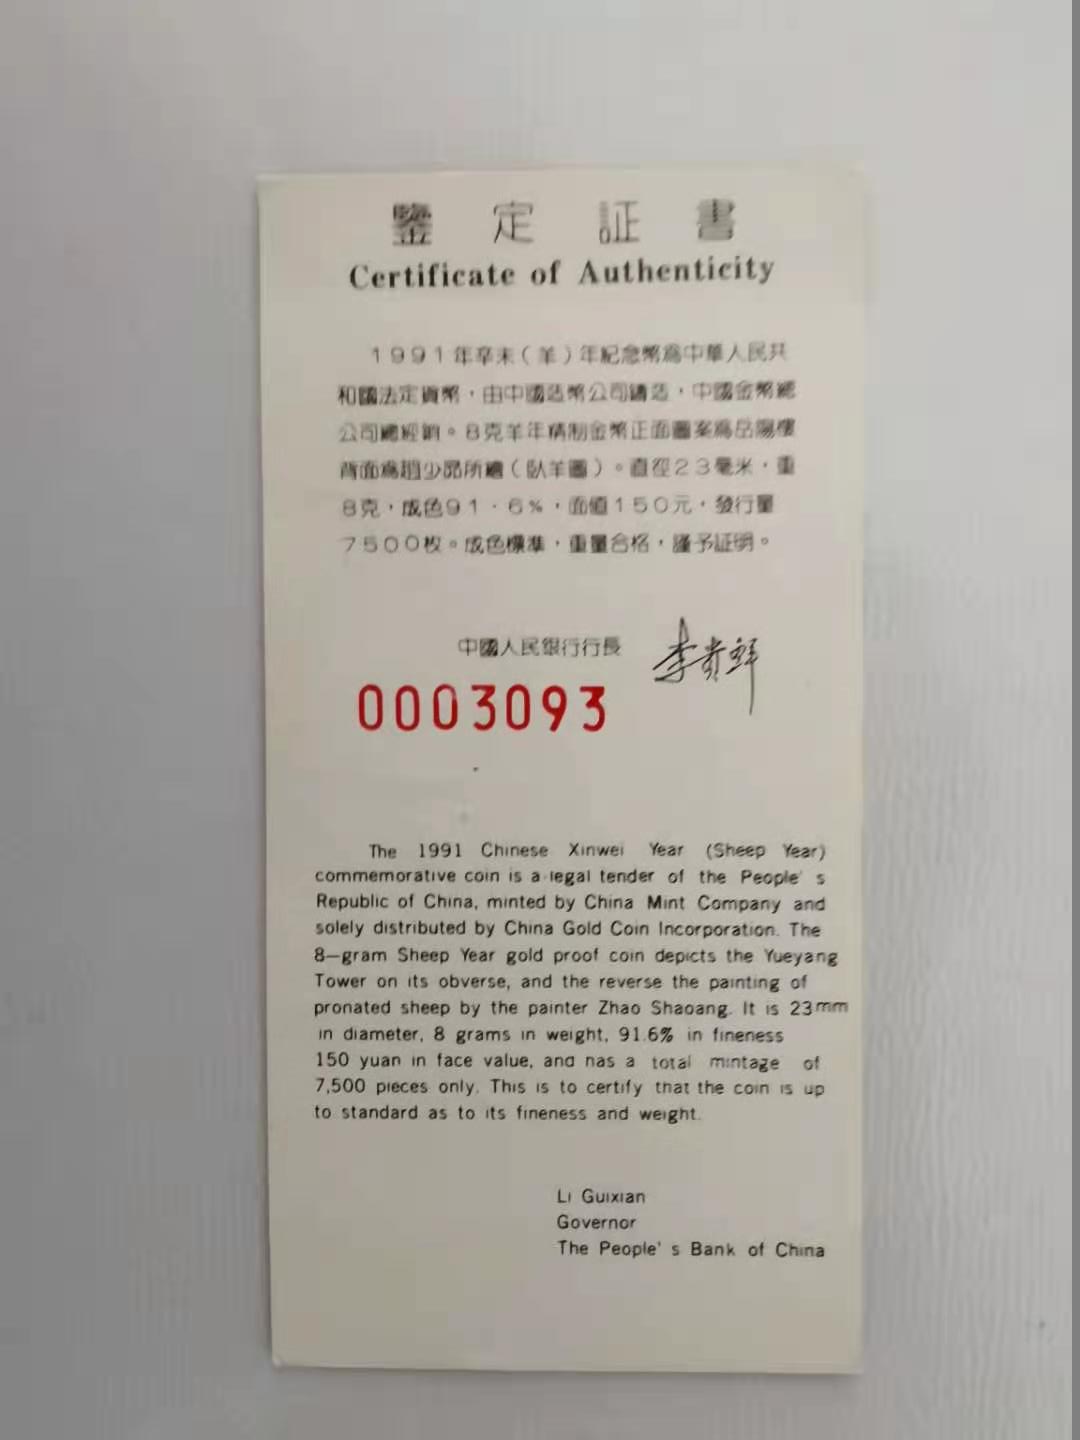 鑒定証書
Certificate of Authenticity
1991年辛未(羊)年紀念幣爲中華人民共
和國法定貨幣，由中國造幣公司鑄造，中國金幣總
公司總經銷。8克羊年精制金幣正面圖案爲岳陽樓
背面爲趙少昂所繪(臥羊圖)。直徑23毫米，重
8克，成色91.6%，面值150元，發行量
7500枚。成色標準，重量合格，謹予証明。
中國人民銀行行長 李贵鲜
0003093
The 1991 Chinese Xinwei Year (Sheep Year)
commemorative coin is a legal tender of the People's
Republic of China, minted by China Mint Company and
solely distributed by China Gold Coin Incorporation. The
8-gram Sheep Year gold proof coin depicts the Yueyang
Tower on its obverse, and the reverse the painting of
pronated sheep by the painter Zhao Shaoang. It is 23mm
in diameter, 8 grams in weight, 91.6% in fineness
150 yuan in face value, and has a total mintage of
7,500 pieces only. This is to certify that the coin is up
to standard as to its fineness and weight.
Li Guixian
Governor
The People's Bank of China